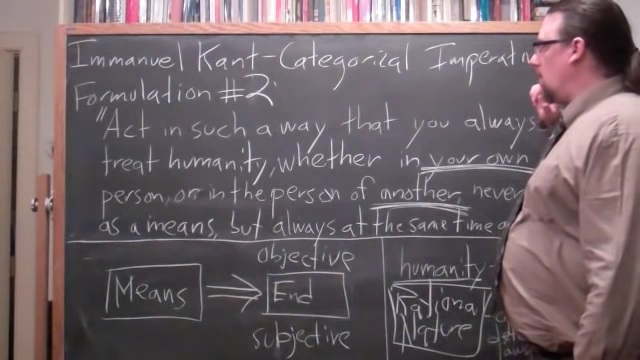 Immanuel Kant-Categorical Imperativ
Formulation #2
"Act in such a way that you always
treat humanity, whether in your own
person, or in the person of another, never
as a means, but always at the same time a
objective
humanity-
Means ⇒ End
Rational
Nature
subjective